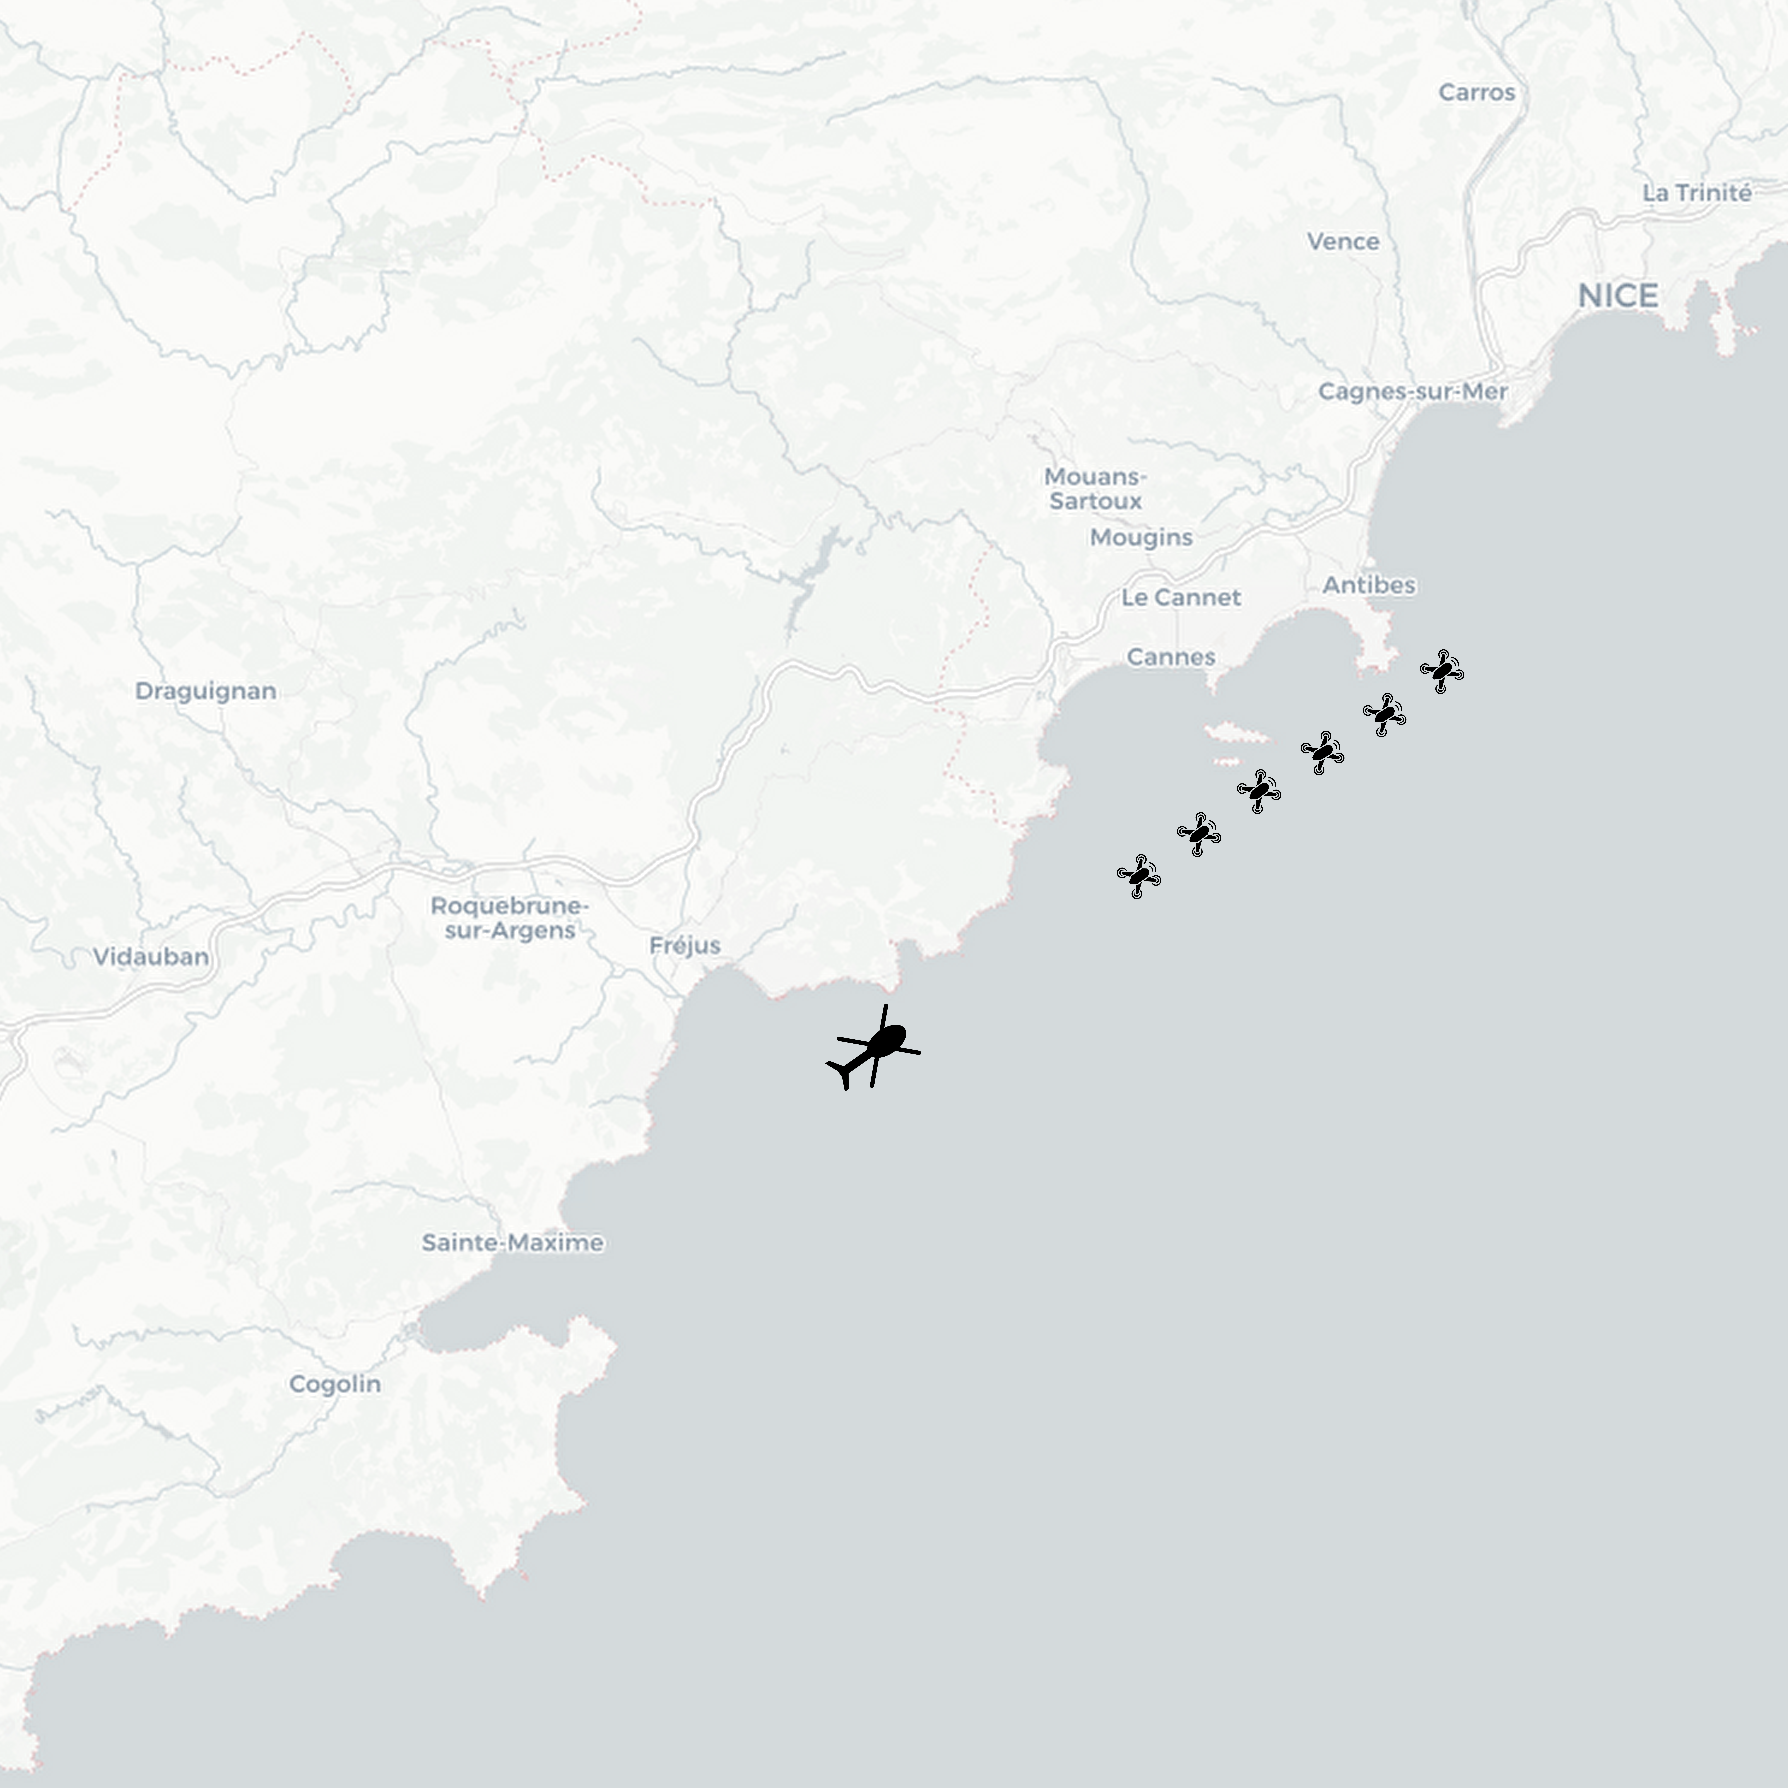 Carros
La Trinité
Vence
NICE
Cagnes-sur-Mer
Mouans-
Sartoux
Mougins
Antibes
Le Cannet
Cannes
Draguignan
Roquebrune-
sur-Argens
Fréjus
Vidauban
Sainte-Maxime
Cogolin